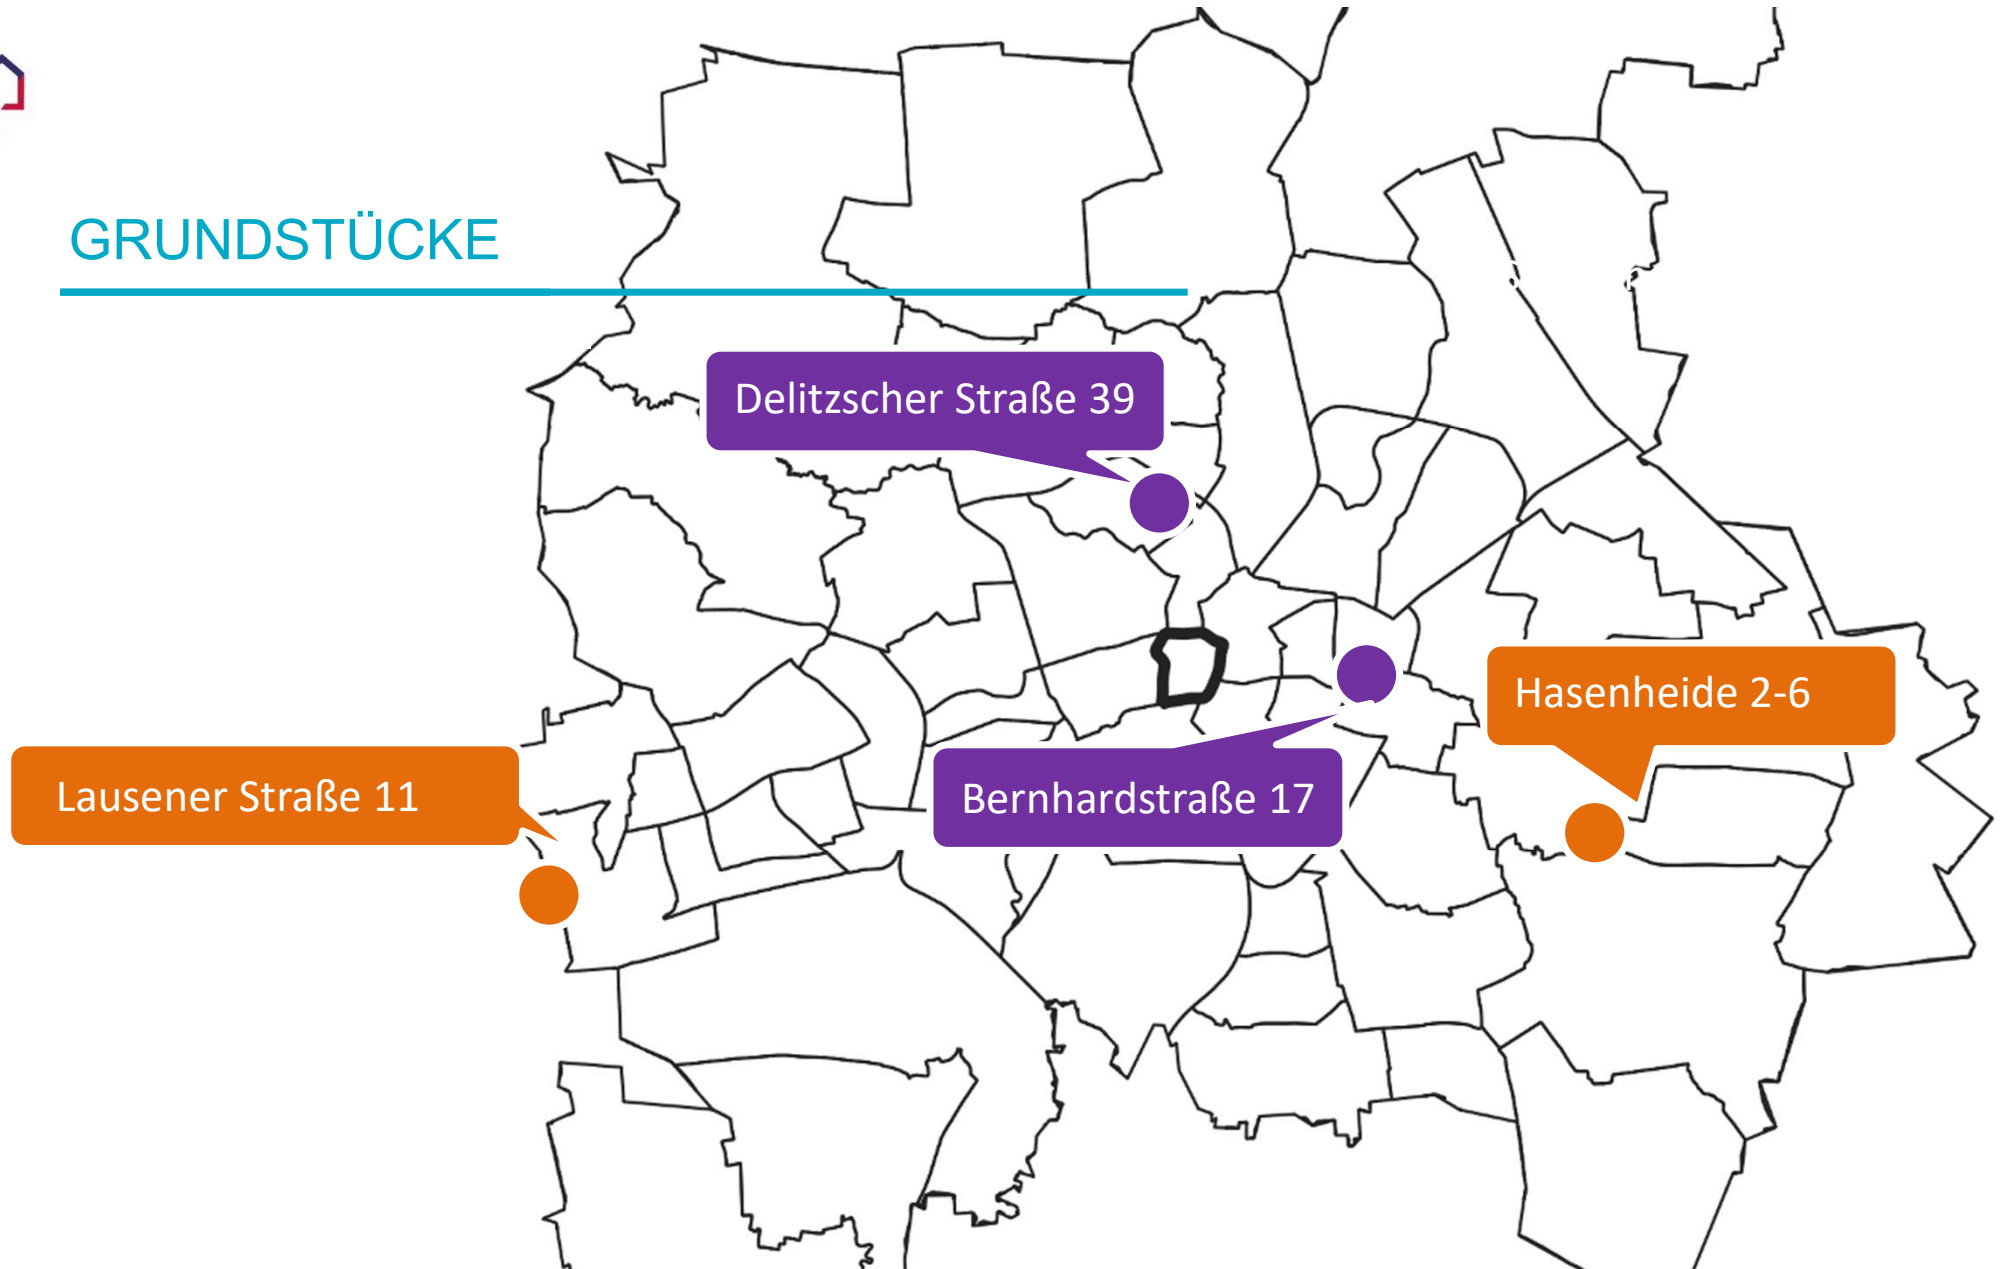 GRUNDSTÜCKE
Delitzscher Straße 39
Hasenheide 2-6
Lausener Straße 11
Bernhardstraße 17